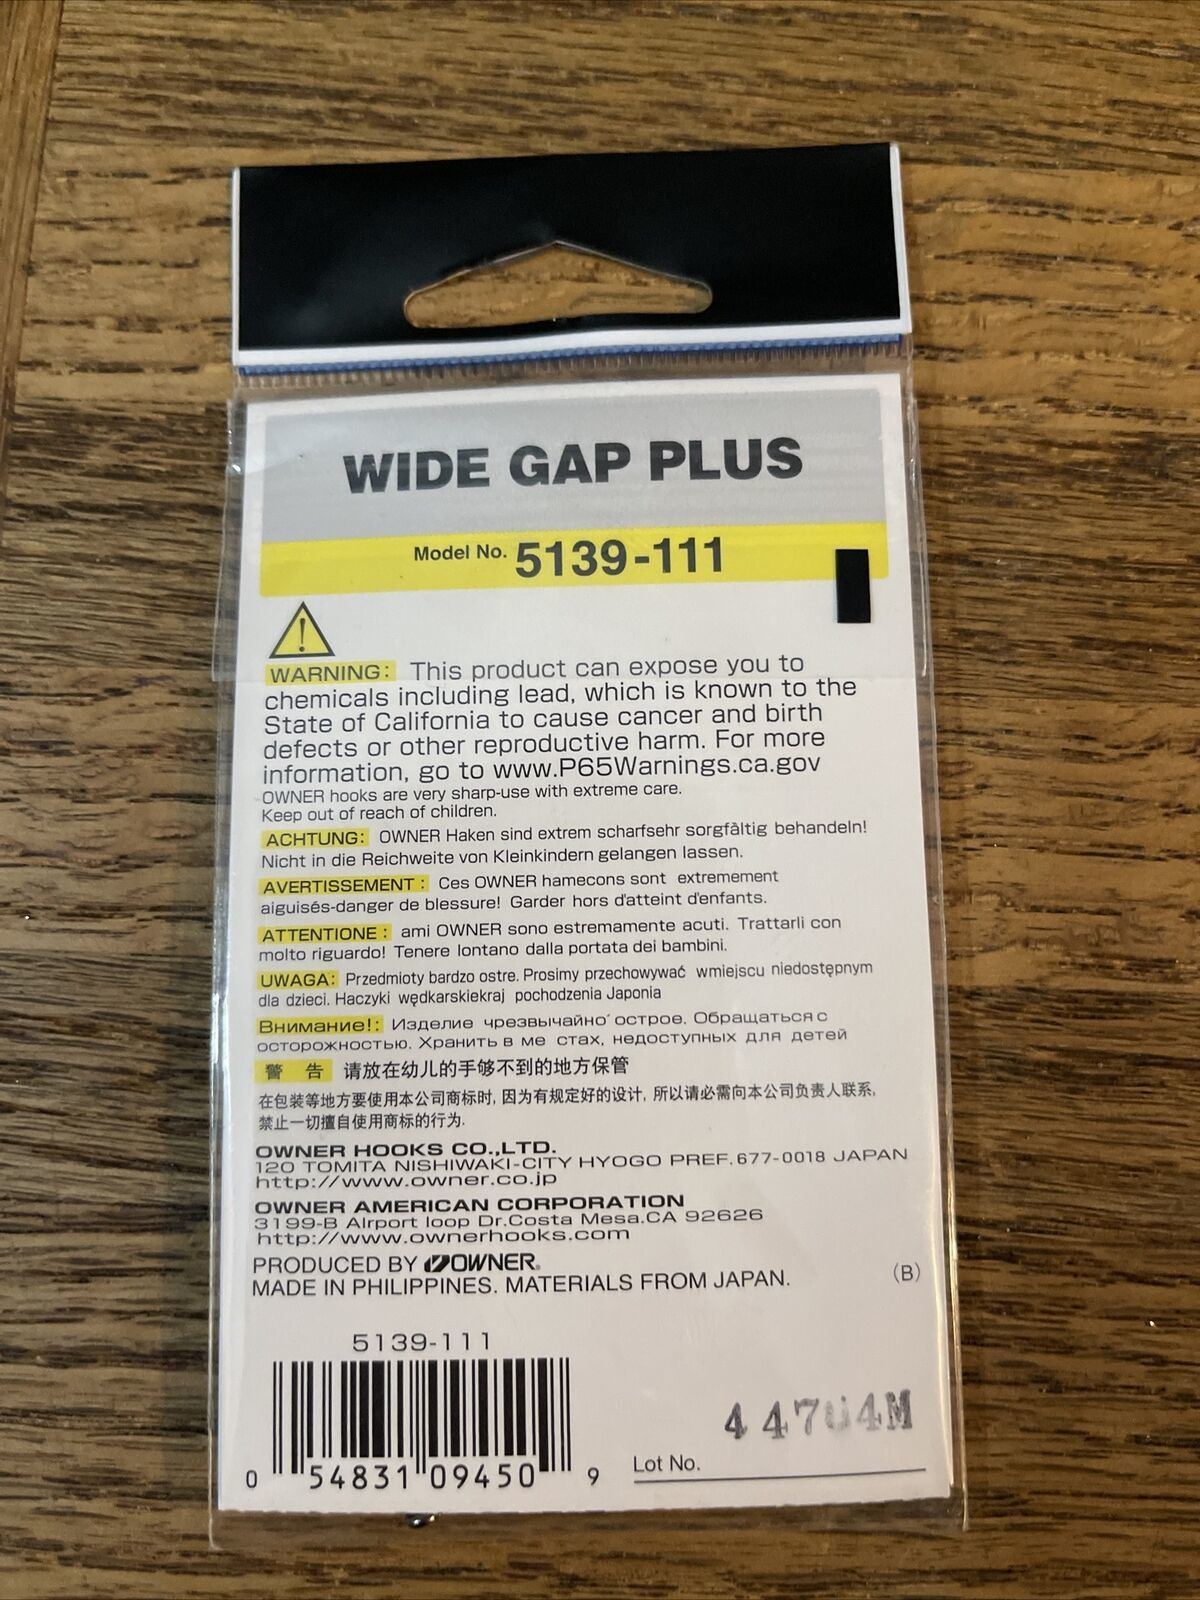 WIDE GAP PLUS
Model No. 5139-111
WARNING: This product can expose you to
chemicals including lead, which is known to the
State of California to cause cancer and birth
defects or other reproductive harm. For more
information, go to www.P65Warnings.ca.gov
OWNER hooks are very sharp-use with extreme care.
Keep out of reach of children.
ACHTUNG: OWNER Haken sind extrem scharfsehr sorgfàltig behandeln!
Nicht in die Reichweite von Kleinkindern gelangen lassen.
AVERTISSEMENT: Ces OWNER hamecons sont extremement
aiguisés-danger de blessure! Garder hors d'atteint d'enfants.
ATTENTIONE: ami OWNER sono estremamente acuti. Trattarli con
molto riguardo! Tenere lontano dalla portata dei bambini.
UWAGA: Przedmioty bardzo ostre. Prosimy przechowywać wmiejscu niedostępnym
dla dzieci. Haczyki wędkarskiekraj pochodzenia Japonia
Внимание!: Изделие чрезвычайно' острое. Обращаться с
осторожностью. Хранить в ме стах, недоступных для детей
警 告 请放在幼儿的手够不到的地方保管
在包装等地方要使用本公司商标时, 因为有规定好的设计, 所以请必需向本公司负责人联系,
禁止一切擅自使用商标的行为.
OWNER HOOKS CO.,LTD.
120 TOMITA NISHIWAKI-CITY HYOGO PREF. 677-0018 JAPAN
http://www.owner.co.jp
OWNER AMERICAN CORPORATION
3199-B AIrport loop Dr.Costa Mesa.CA 92626
http://www.ownerhooks.com
PRODUCED BY OWNER®
MADE IN PHILIPPINES. MATERIALS FROM JAPAN. (B)
5139-111
0 54831 09450 9
Lot No. 44704M